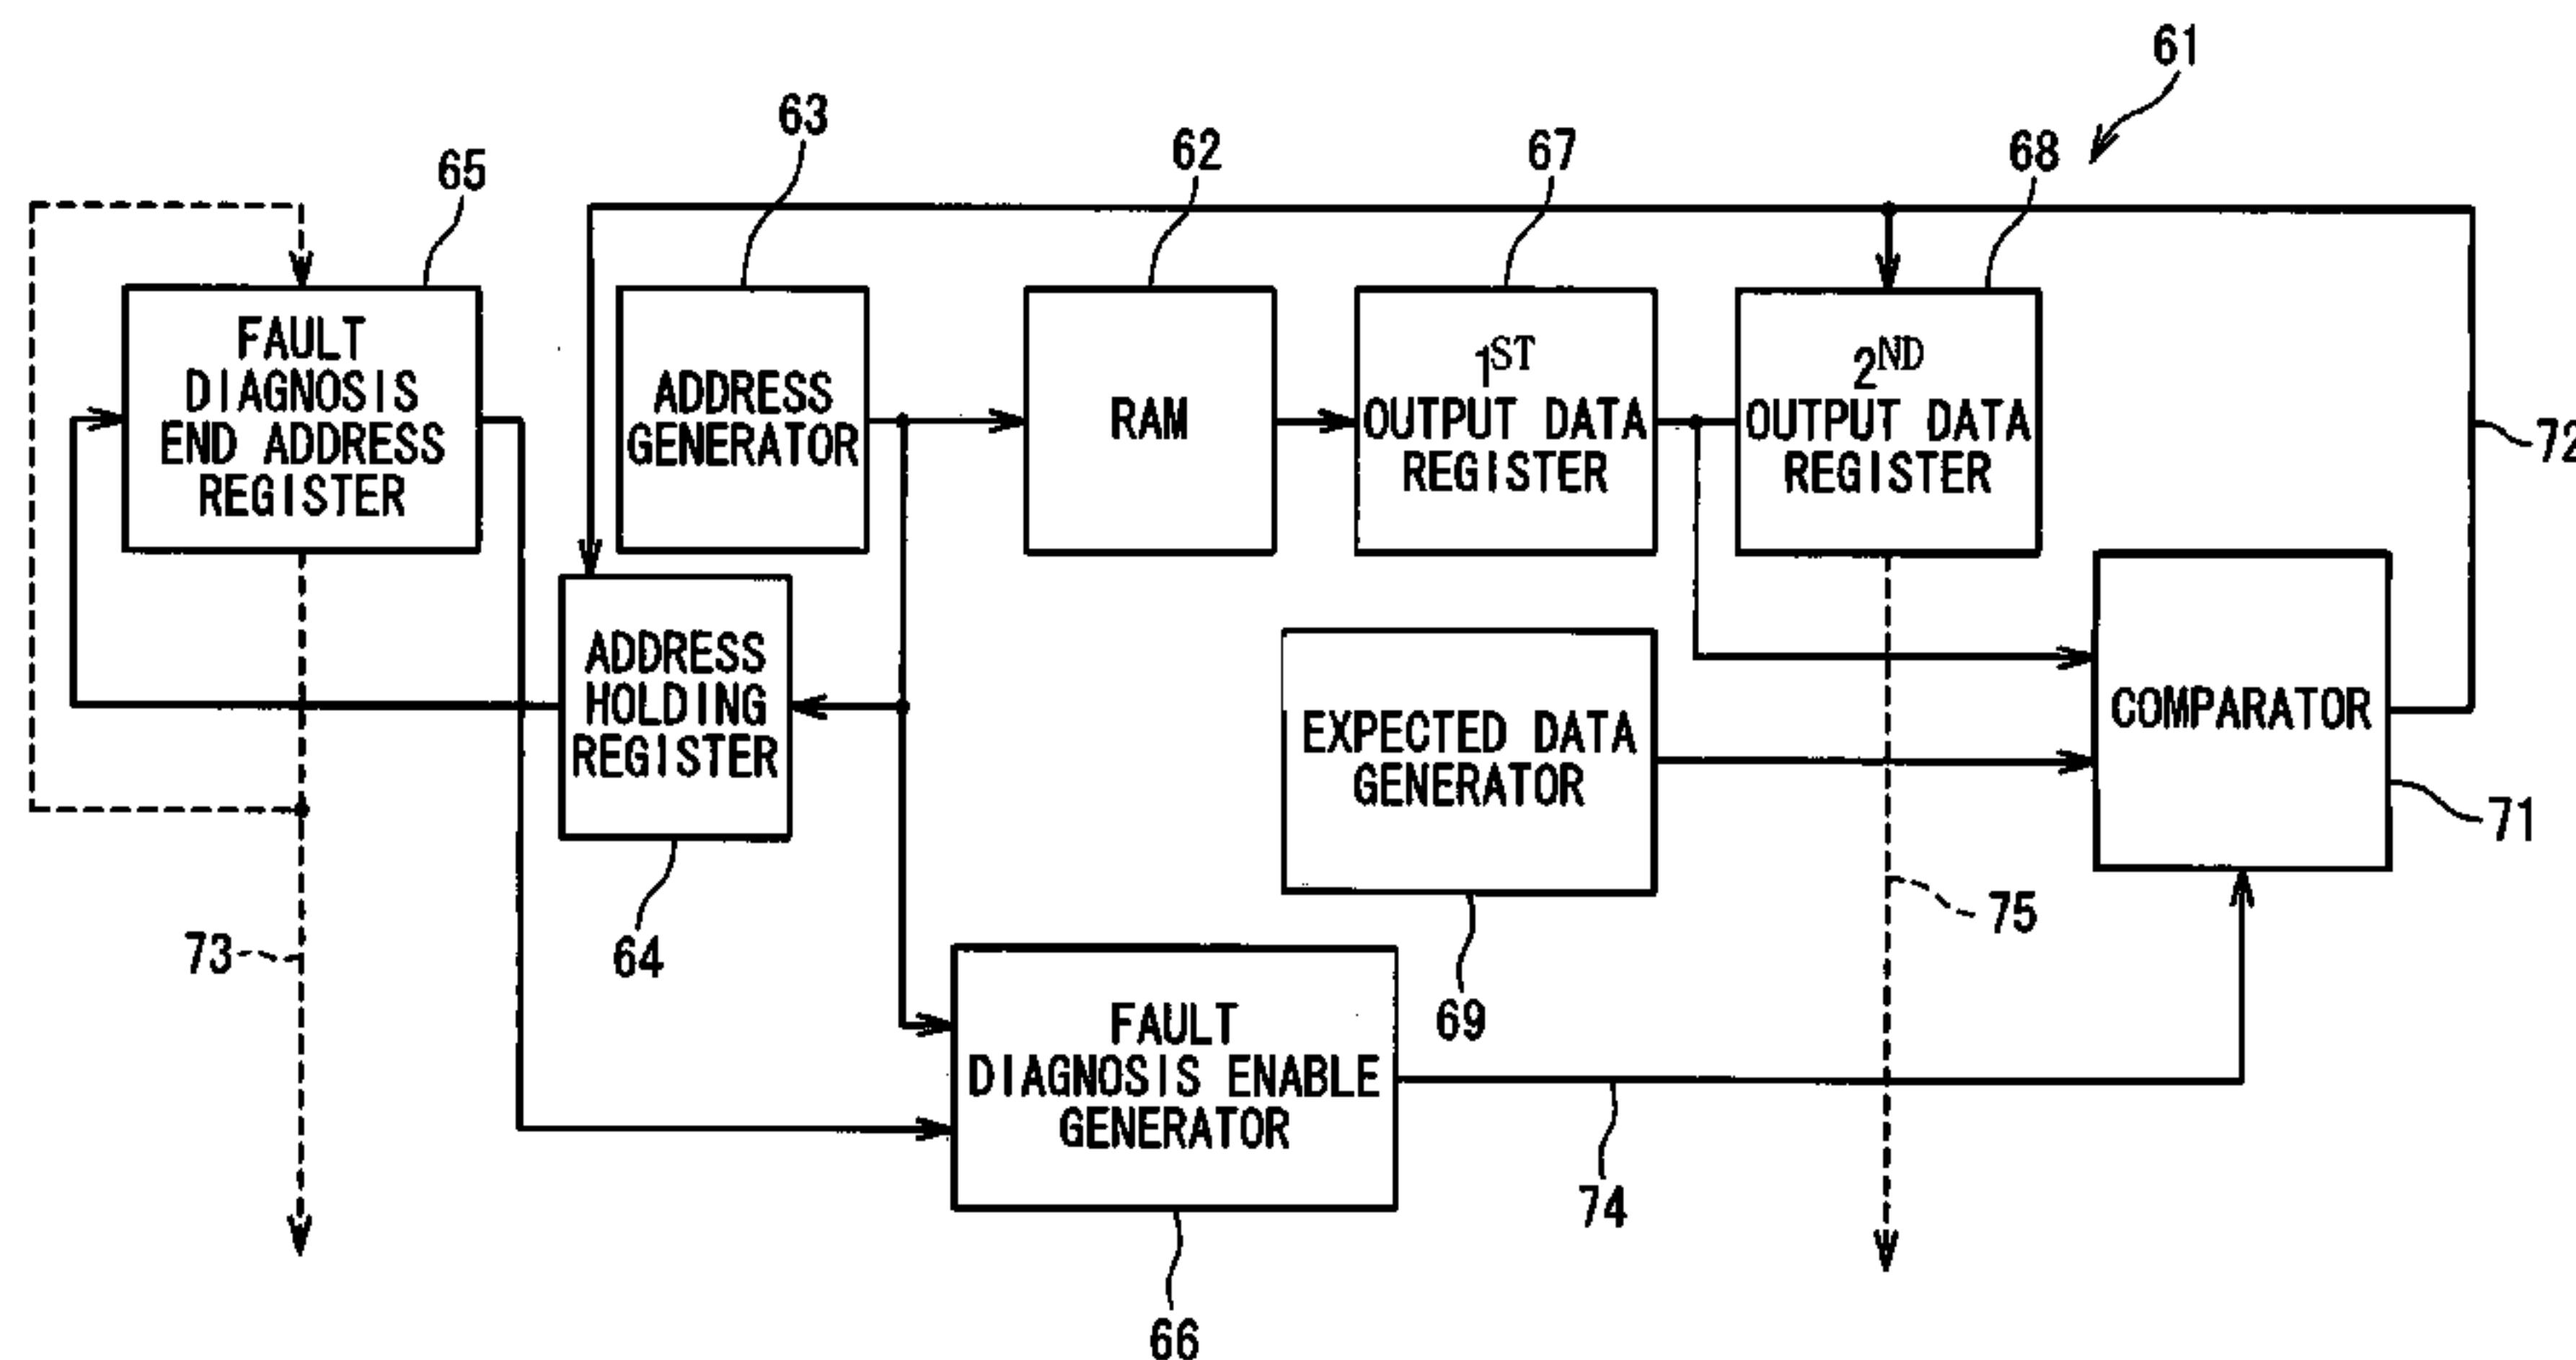 61
63
62
67
68
65
FAULT
DIAGNOSIS
END ADDRESS
REGISTER
ADDRESS
GENERATOR
RAM
1ST
OUTPUT DATA
REGISTER
2ND
OUTPUT DATA
REGISTER
72
ADDRESS
HOLDING
REGISTER
EXPECTED DATA
GENERATOR
COMPARATOR
71
73
64
69
75
FAULT
DIAGNOSIS ENABLE
GENERATOR
74
66